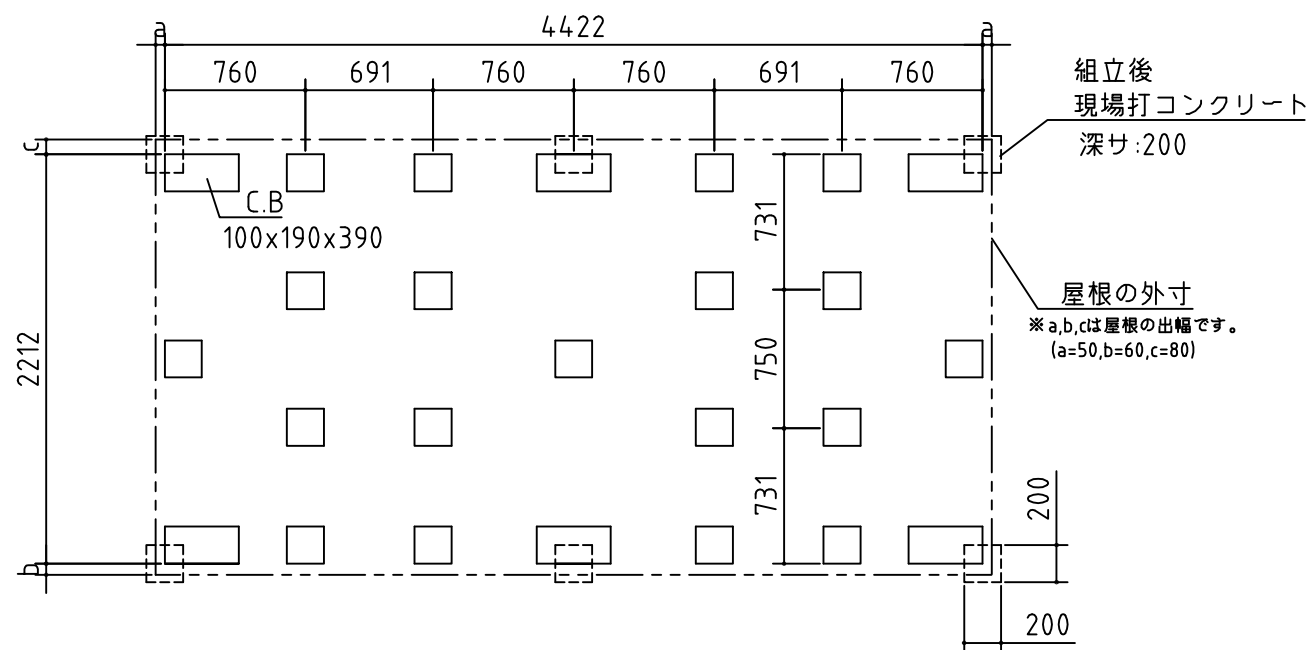 a
4422
a
760
691
760
760
691
760
組立後
現場打コンクリート
深サ:200
c
C.B
100x190x390
731
屋根の外寸
※a,b,cは屋根の出幅です。
(a=50,b=60,c=80)
2212
750
731
200
b
200